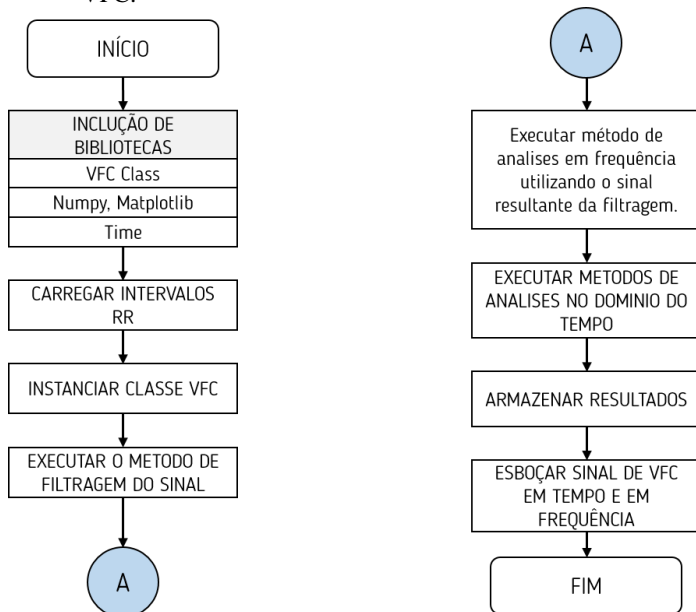 VFC.
INÍCIO
INCLUÇÃO DE
BIBLIOTECAS
VFC Class
Numpy, Matplotlib
Time
CARREGAR INTERVALOS
RR
INSTANCIAR CLASSE VFC
EXECUTAR O METODO DE
FILTRAGEM DO SINAL
A
A
Executar método de
analises em frequência
utilizando o sinal
resultante da filtragem.
EXECUTAR METODOS DE
ANALISES NO DOMINIO DO
TEMPO
ARMAZENAR RESULTADOS
ESBOÇAR SINAL DE VFC
EM TEMPO E EM
FREQUÊNCIA
FIM